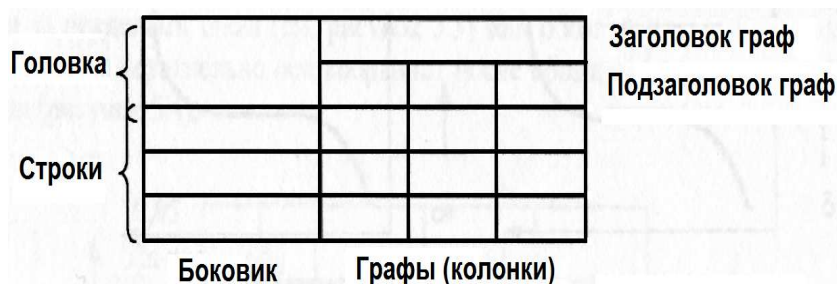 Заголовок граф
Головка
Подзаголовок граф
Строки
Боковик
Графы (колонки)